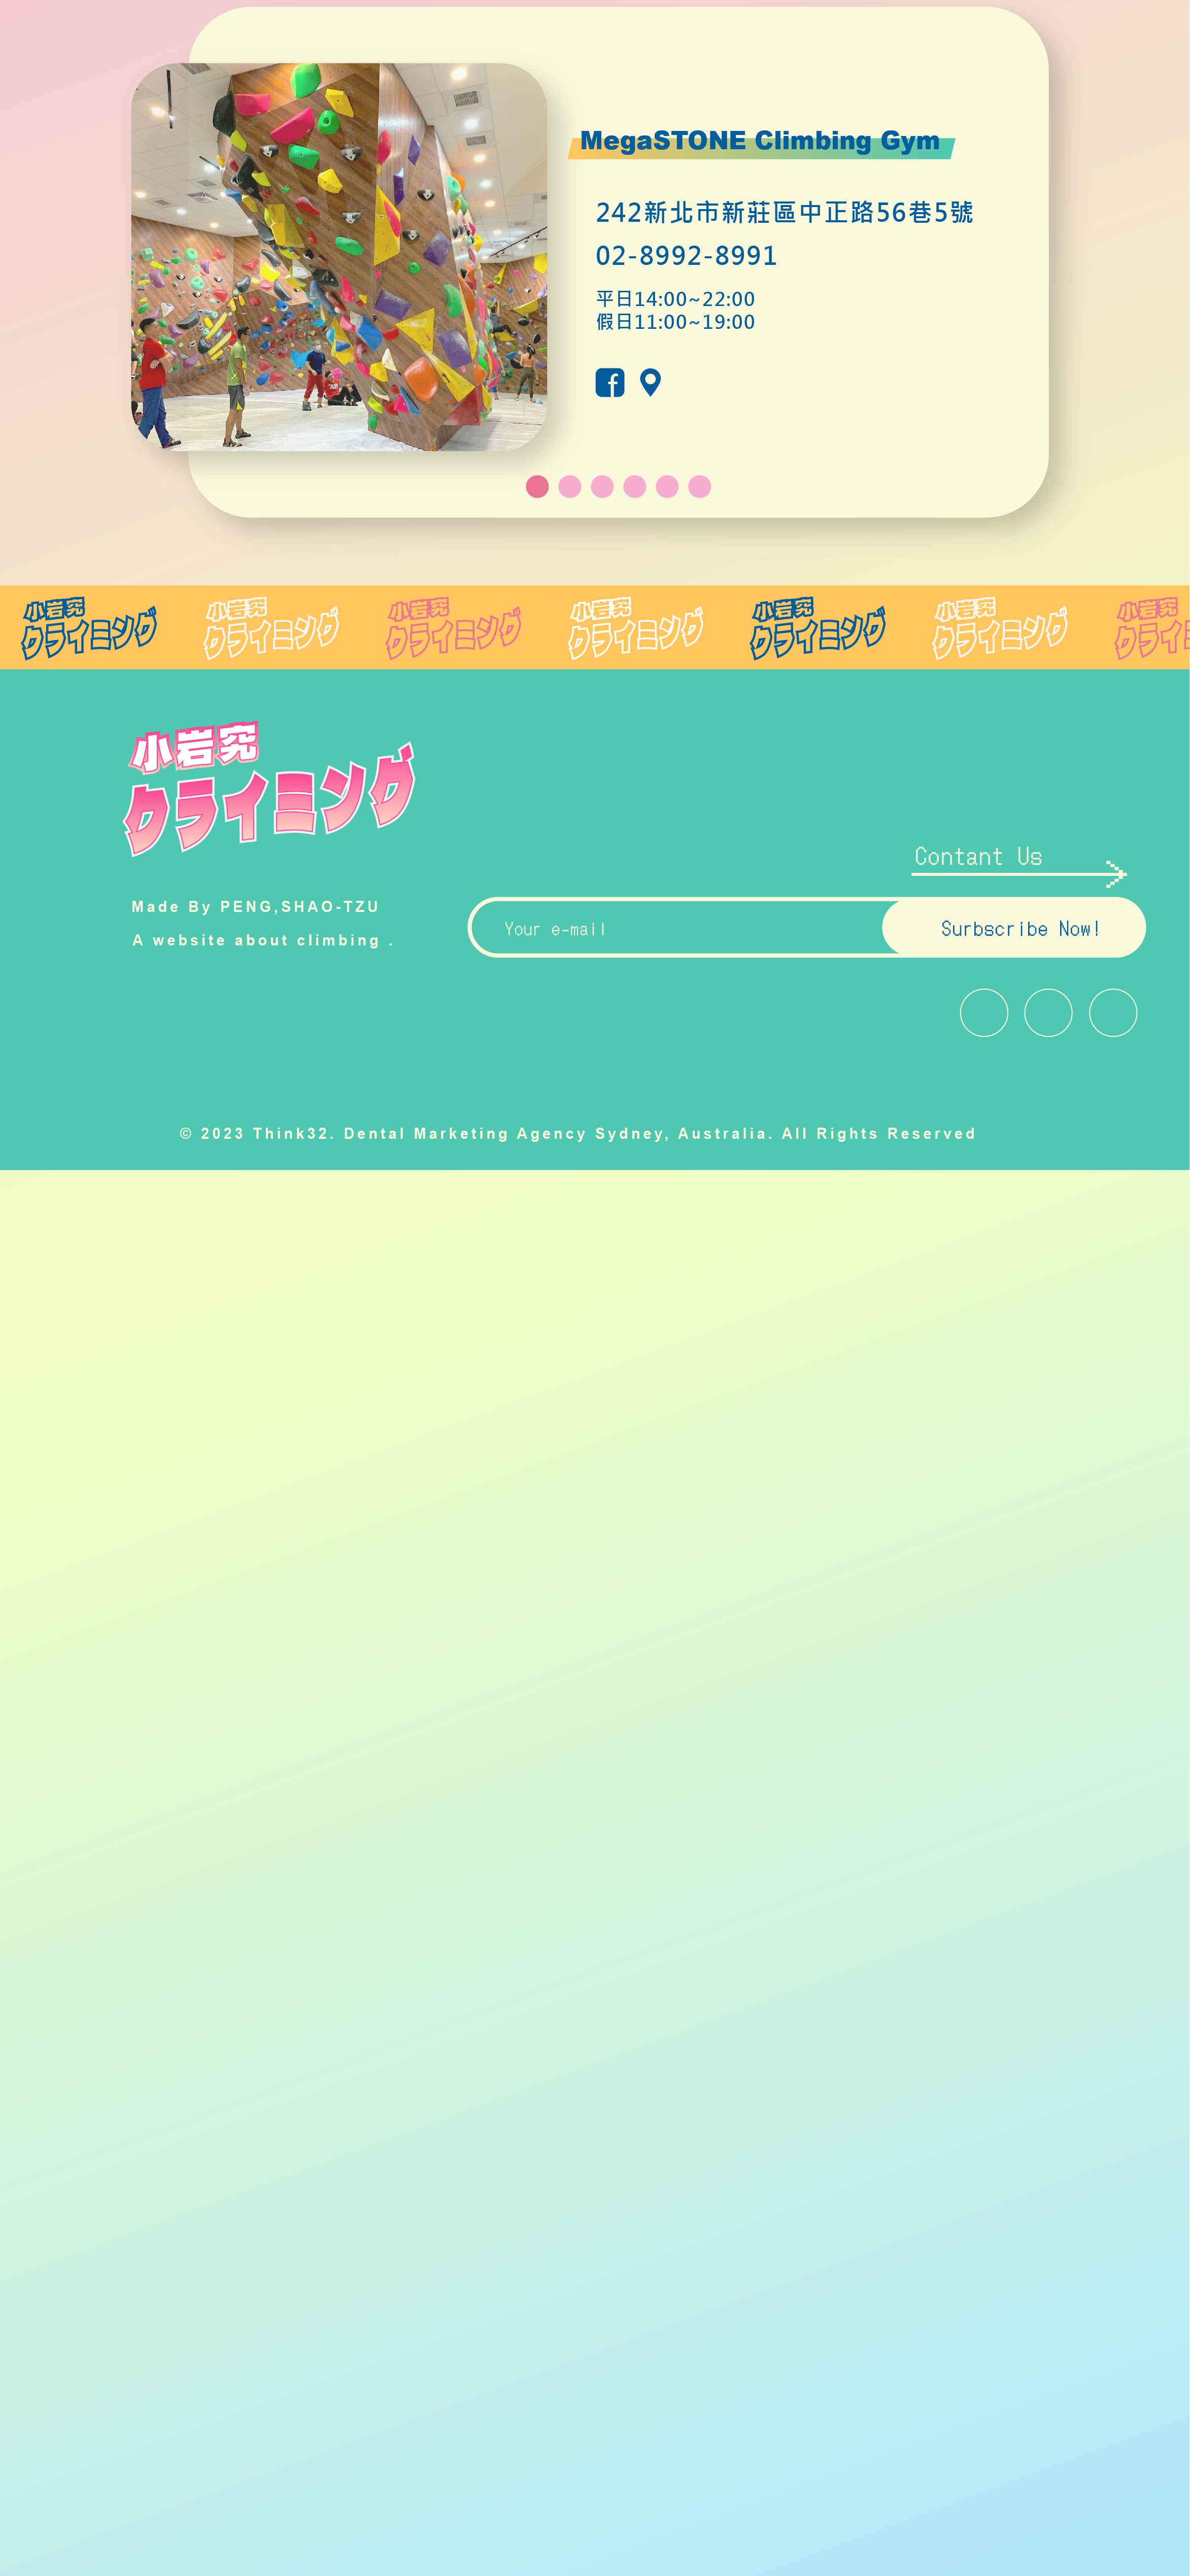 MegaSTONE Climbing Gym
242新北市新莊區中正路56巷5號
02-8992-8991
平日14:00~22:00
假日11:00~19:00
小岩究 小岩究 小岩究 小岩究 小岩究 小岩究 小岩究
クライミング クライミング クライミング クライミング クライミング クライミング クライミ
小岩究
クライミング
Contant Us
Made By PENG,SHAO-TZU
Your e-mail
Surbscribe Now!
A website about climbing .
© 2023 Think32. Dental Marketing Agency Sydney, Australia. All Rights Reserved